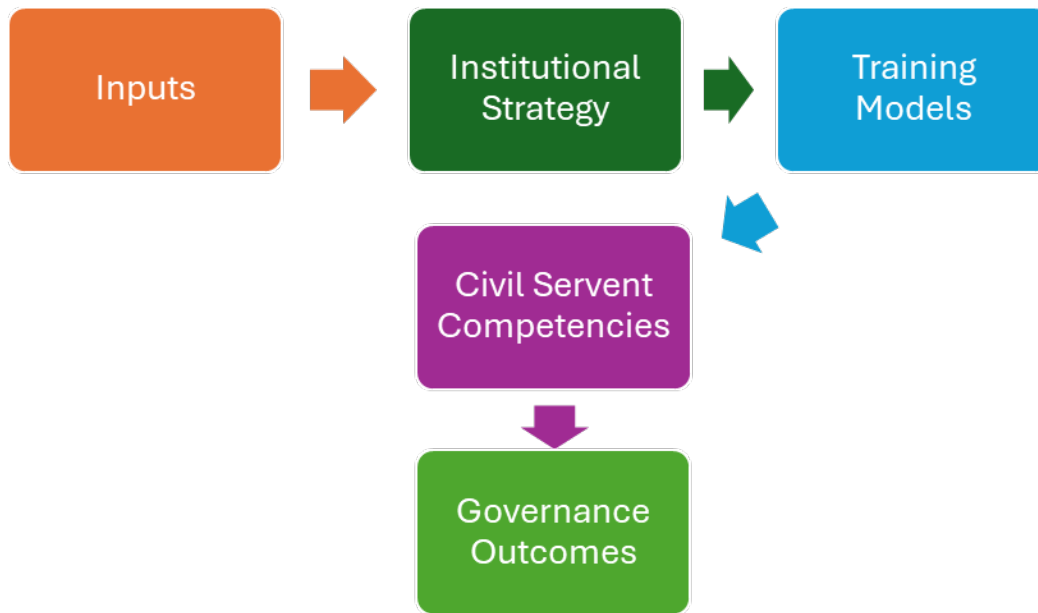 Inputs
Institutional
Strategy
Training
Models
Civil Servent
Competencies
Governance
Outcomes